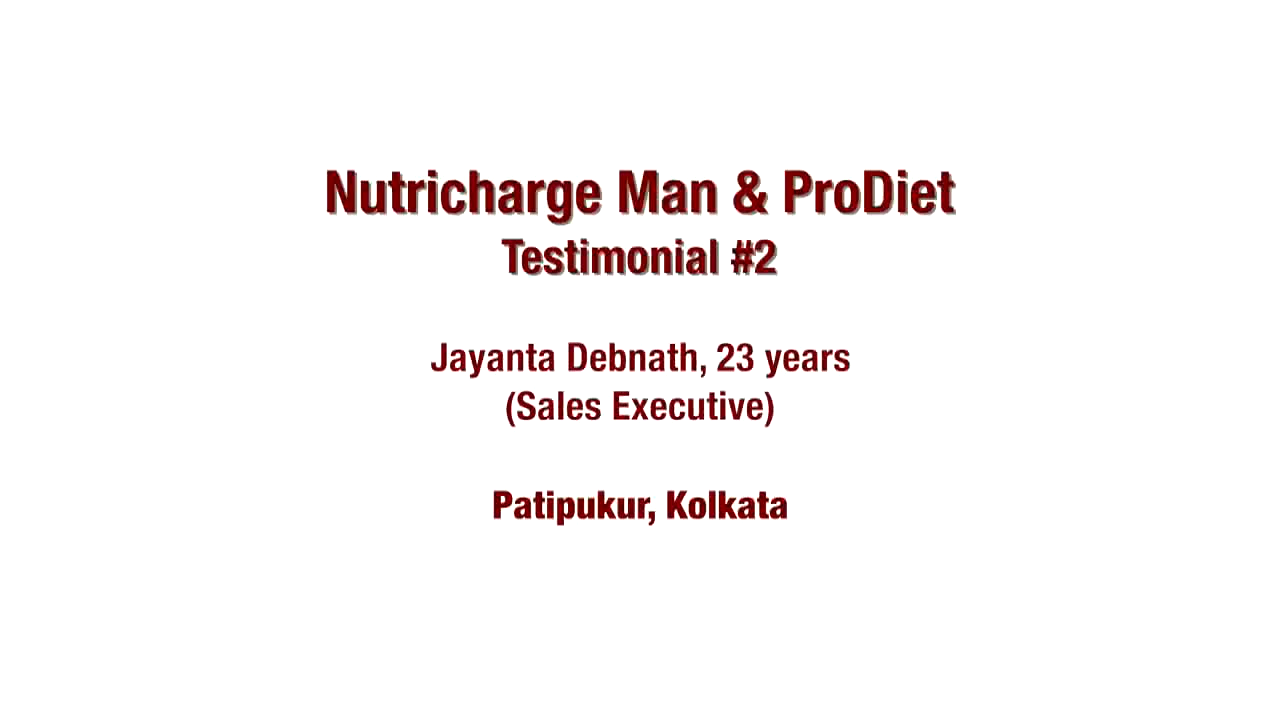 Nutricharge Man & ProDiet
Testimonial #2
Jayanta Debnath, 23 years
(Sales Executive)
Patipukur, Kolkata